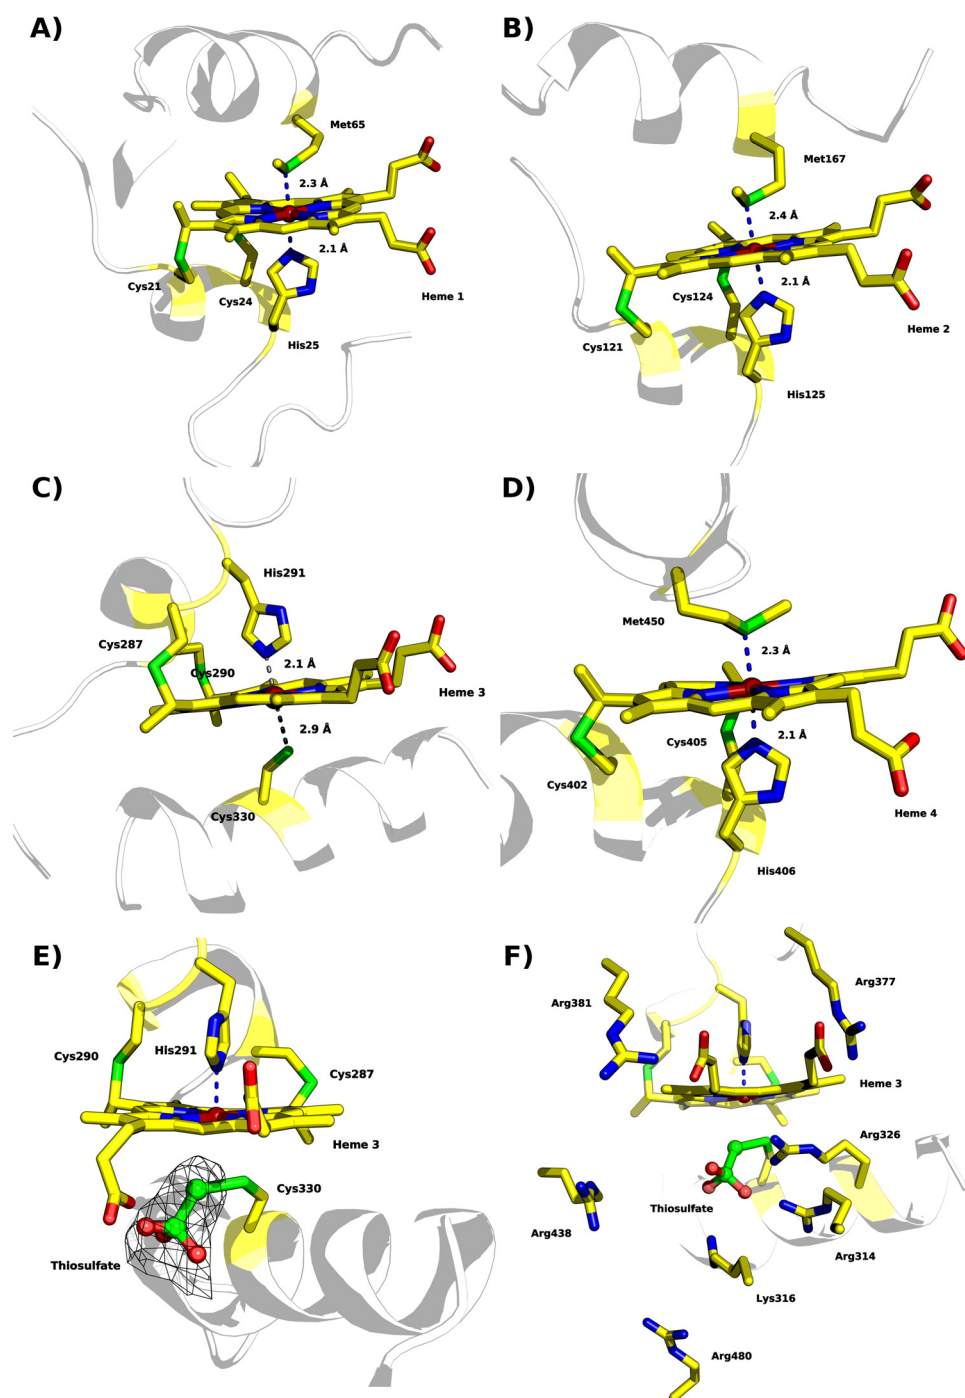 A)
Met65
2.3 Å
2.1 Å
Cys21
Cys24
Heme 1
His25
B)
Met167
2.4 Å
2.1 Å
Cys124
Heme 2
Cys121
His125
C)
His291
Cys287
Cys290
2.1 Å
Heme 3
2.9 Å
Cys330
D)
Met450
2.3 Å
2.1 Å
Cys405
Cys402
Heme 4
His406
E)
Cys290
His291
Cys287
Heme 3
Cys330
Thiosulfate
F)
Arg377
Arg381
Heme 3
Arg326
Thiosulfate
Arg438
Arg314
Lys316
Arg480